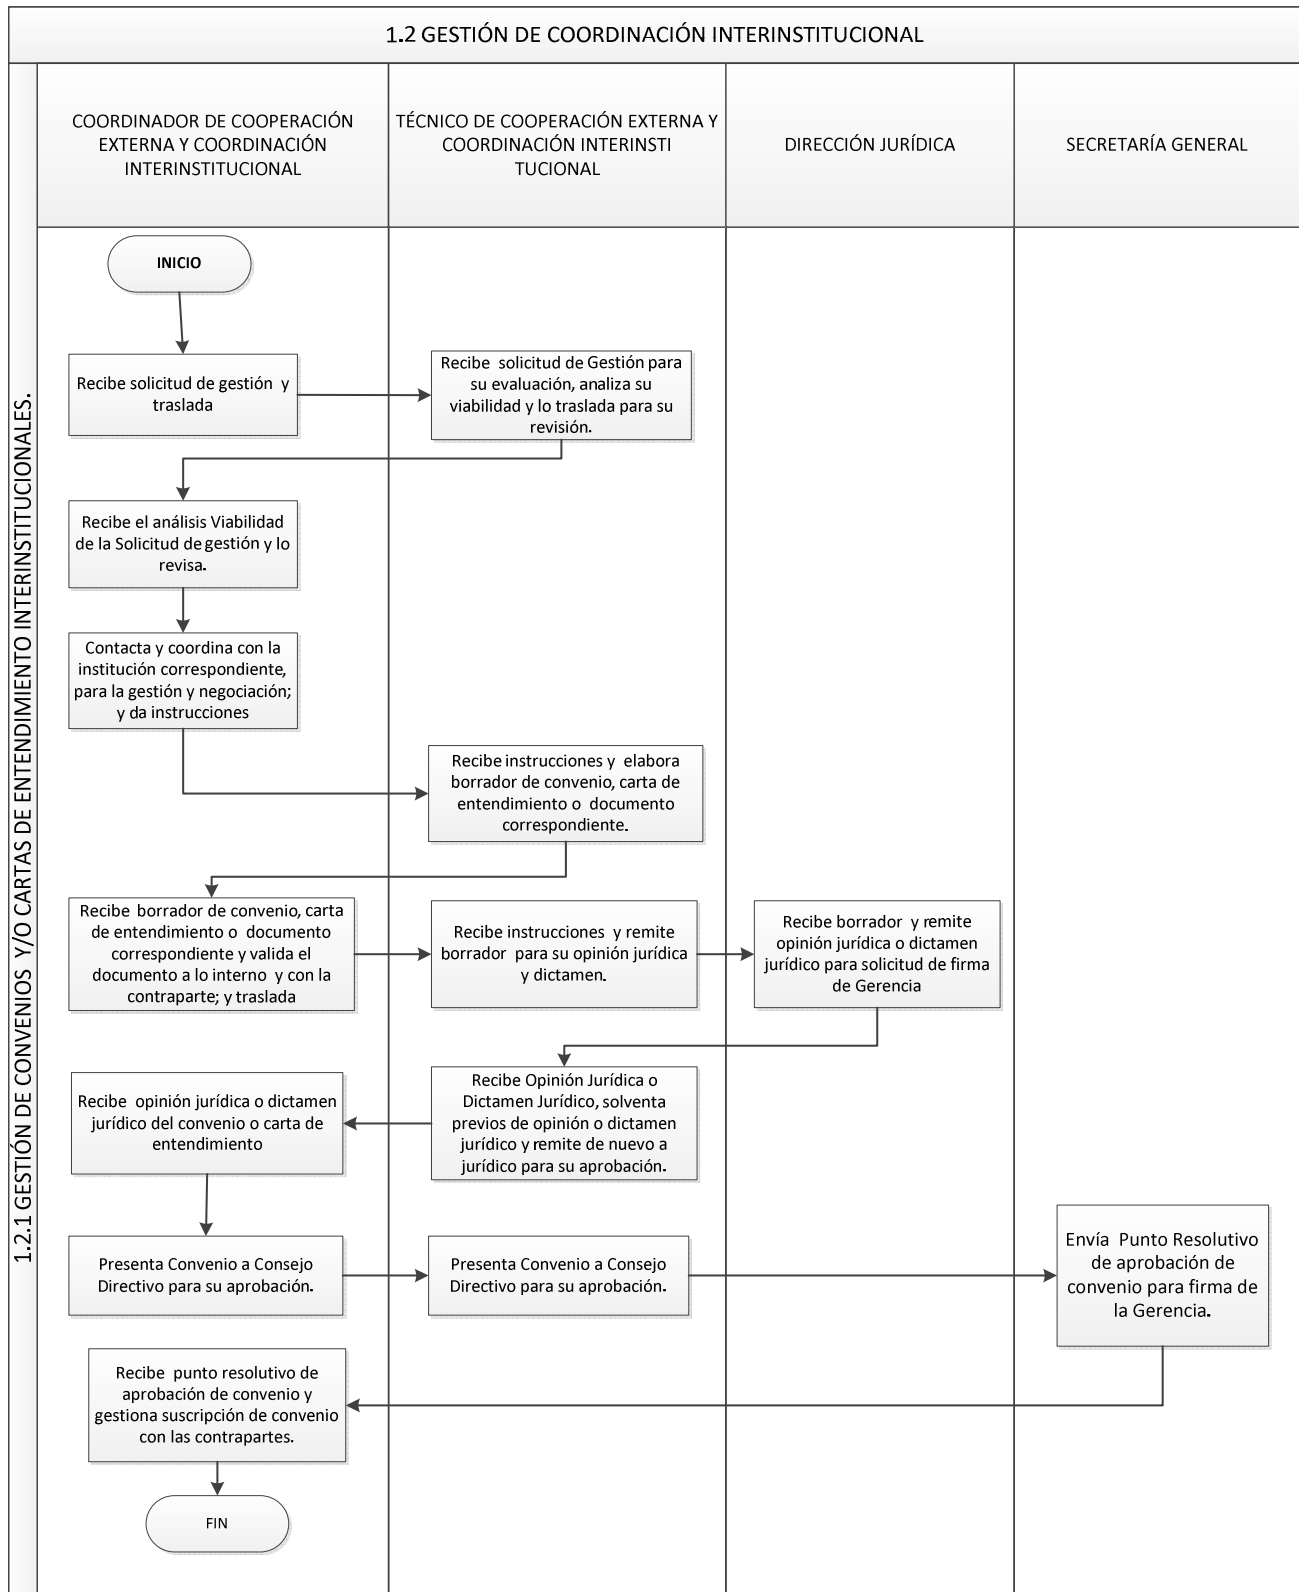 1.2 GESTIÓN DE COORDINACIÓN INTERINSTITUCIONAL
1.2.1 GESTIÓN DE CONVENIOS Y/O CARTAS DE ENTENDIMIENTO INTERINSTITUCIONALES.
COORDINADOR DE COOPERACIÓN
EXTERNA Y COORDINACIÓN
INTERINSTITUCIONAL
TÉCNICO DE COOPERACIÓN EXTERNA Y
COORDINACIÓN INTERINSTI
TUCIONAL
DIRECCIÓN JURÍDICA
SECRETARÍA GENERAL
INICIO
Recibe solicitud de gestión y
traslada
Recibe solicitud de Gestión para
su evaluación, analiza su
viabilidad y lo traslada para su
revisión.
Recibe el análisis Viabilidad
de la Solicitud de gestión y lo
revisa.
Contacta y coordina con la
institución correspondiente,
para la gestión y negociación;
y da instrucciones
Recibe instrucciones y elabora
borrador de convenio, carta de
entendimiento o documento
correspondiente.
Recibe borrador de convenio, carta
de entendimiento o documento
correspondiente y valida el
documento a lo interno y con la
contraparte; y traslada
Recibe instrucciones y remite
borrador para su opinión jurídica
y dictamen.
Recibe borrador y remite
opinión jurídica o dictamen
jurídico para solicitud de firma
de Gerencia
Recibe Opinión Jurídica o
Dictamen Jurídico, solventa
previos de opinión o dictamen
jurídico y remite de nuevo a
jurídico para su aprobación.
Recibe opinión jurídica o dictamen
jurídico del convenio o carta de
entendimiento
Presenta Convenio a Consejo
Directivo para su aprobación.
Presenta Convenio a Consejo
Directivo para su aprobación.
Envía Punto Resolutivo
de aprobación de
convenio para firma de
la Gerencia.
Recibe punto resolutivo de
aprobación de convenio y
gestiona suscripción de convenio
con las contrapartes.
FIN